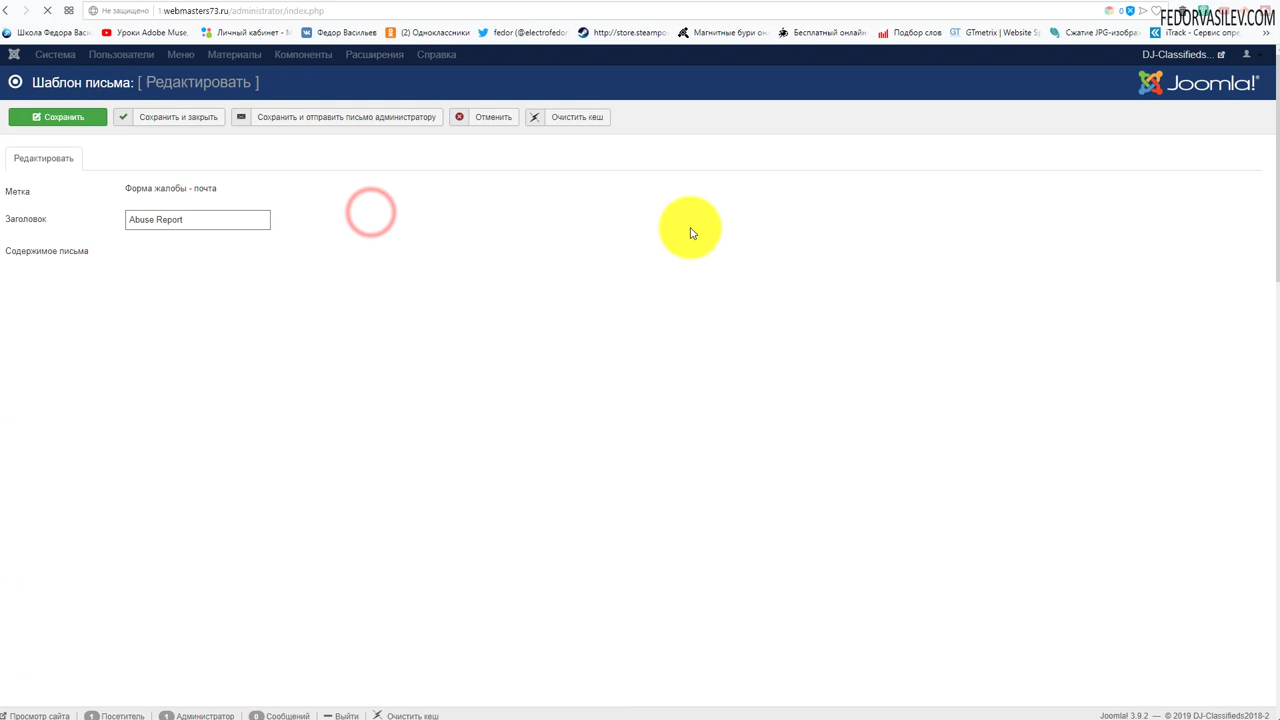 1.webmasters73.ru/administrator/index.php
Не защищено
0
FEDORVASILEV.COM
Школа Федора Васи
Уроки Adobe Muse,
Личный кабинет - М
Федор Васильев
(2) Одноклассники
fedor (@electrofedo
http://store.steampo
Магнитные бури он
Бесплатный онлайн
Подбор слов
GTmetrix | Website S
Сжатие JPG-изобра
iTrack - Сервис опре
Система
Пользователи
Меню
Материалы
Компоненты
Расширения
Справка
DJ-Classifieds...
Шаблон письма: [ Редактировать ]
Joomla!®
Сохранить
Сохранить и закрыть
Сохранить и отправить письмо администратору
Отменить
Очистить кеш
Редактировать
Метка
Форма жалобы - почта
Заголовок
Abuse Report
Содержимое письма
Просмотр сайта
1 Посетитель
1 Администратор
0 Сообщений
Выйти
Очистить кеш
Joomla! 3.9.2 — © 2019 DJ-Classifieds2018-2